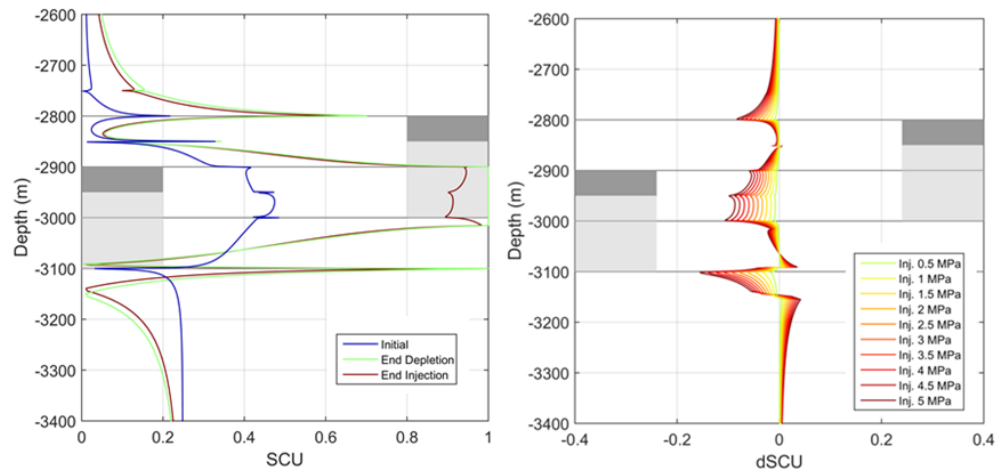 -2600
-2700
-2800
-2900
-3000
-3100
-3200
-3300
-3400
Depth (m)
0
0.2
0.4
0.6
0.8
1
SCU
Initial
End Depletion
End Injection
-2600
-2700
-2800
-2900
-3000
-3100
-3200
-3300
-3400
Depth (m)
-0.4
-0.2
0
0.2
0.4
dSCU
Inj. 0.5 MPa
Inj. 1 MPa
Inj. 1.5 MPa
Inj. 2 MPa
Inj. 2.5 MPa
Inj. 3 MPa
Inj. 3.5 MPa
Inj. 4 MPa
Inj. 4.5 MPa
Inj. 5 MPa